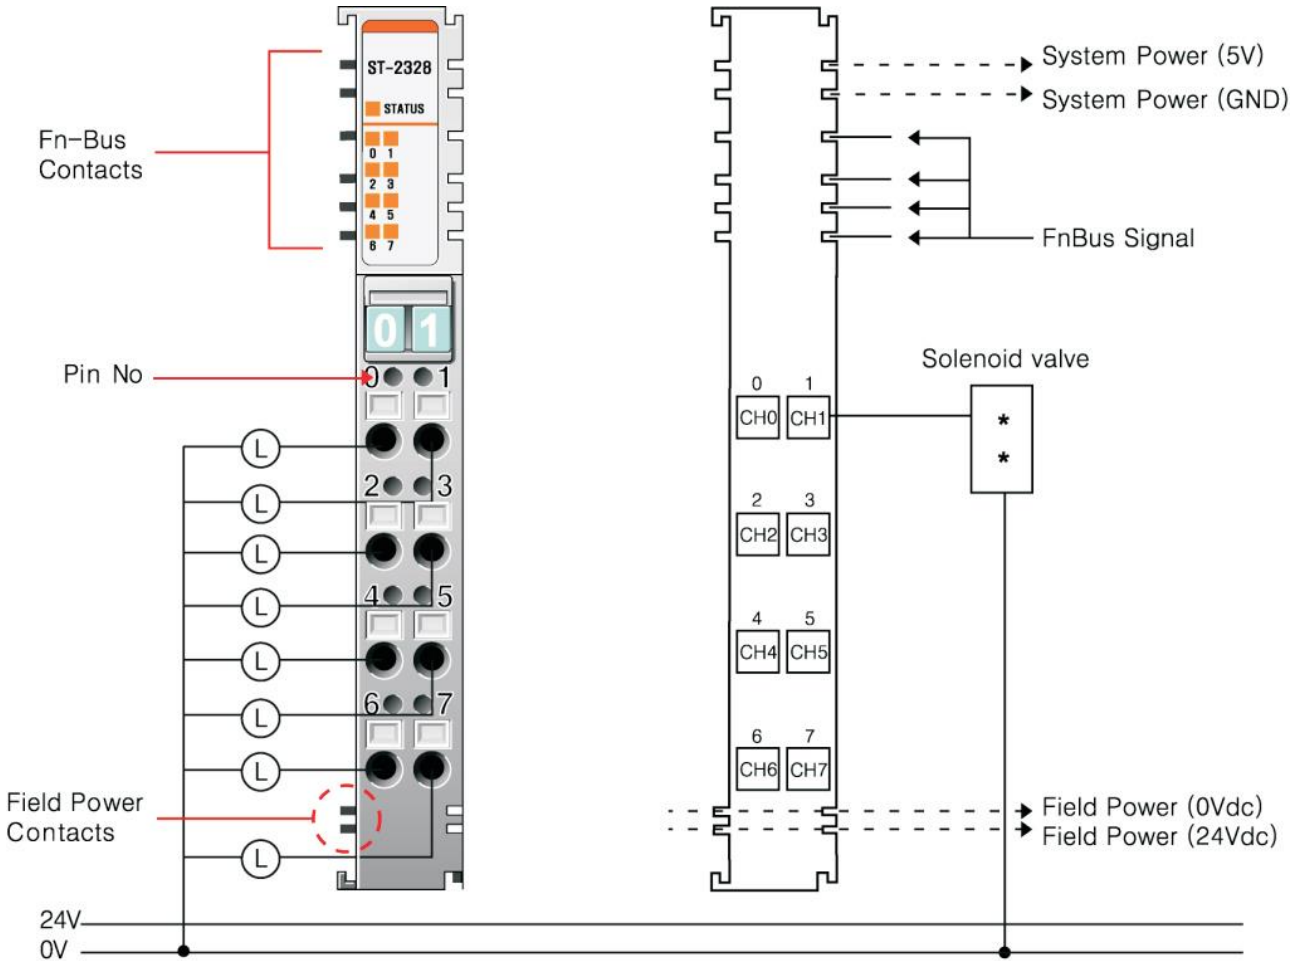 ST-2328
STATUS
0 1
2 3
4 5
6 7
Fn-Bus
Contacts
01
Pin No
0 1
2 3
4 5
6 7
L
L
L
L
L
L
L
L
Field Power
Contacts
24V
0V
System Power (5V)
System Power (GND)
FnBus Signal
Solenoid valve
*
*
0 1
CH0 CH1
2 3
CH2 CH3
4 5
CH4 CH5
6 7
CH6 CH7
Field Power (0Vdc)
Field Power (24Vdc)